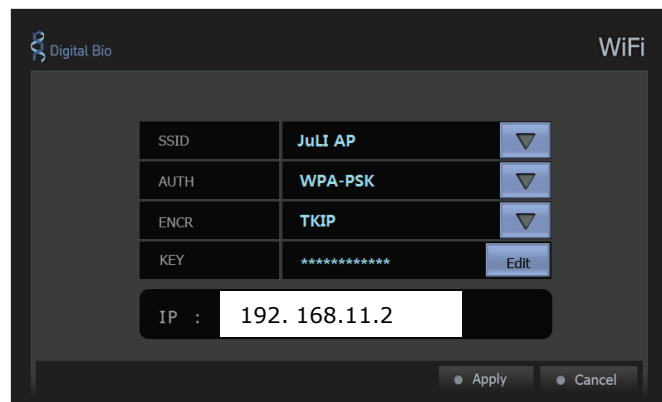 Digital Bio
WiFi
SSID JuLI AP
AUTH WPA-PSK
ENCR TKIP
KEY ************ Edit
IP : 192. 168.11.2
Apply Cancel